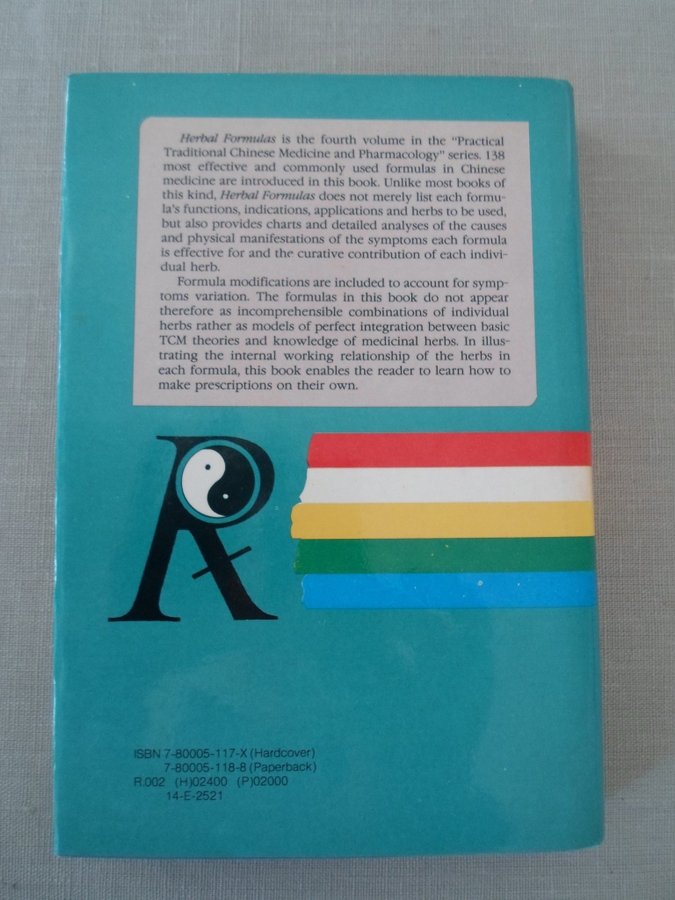 Herbal Formulas is the fourth volume in the "Practical
Traditional Chinese Medicine and Pharmacology" series. 138
most effective and commonly used formulas in Chinese
medicine are introduced in this book. Unlike most books of
this kind, Herbal Formulas does not merely list each formu-
la's functions, indications, applications and herbs to be used,
but also provides charts and detailed analyses of the causes
and physical manifestations of the symptoms each formula
is effective for and the curative contribution of each indivi-
dual herb.
Formula modifications are included to account for symp-
toms variation. The formulas in this book do not appear
therefore as incomprehensible combinations of individual
herbs rather as models of perfect integration between basic
TCM theories and knowledge of medicinal herbs. In illus-
trating the internal working relationship of the herbs in
each formula, this book enables the reader to learn how to
make prescriptions on their own.
Rx
ISBN 7-80005-117-X (Hardcover)
7-80005-118-8 (Paperback)
R.002 (H)02400 (P)02000
14-E-2521